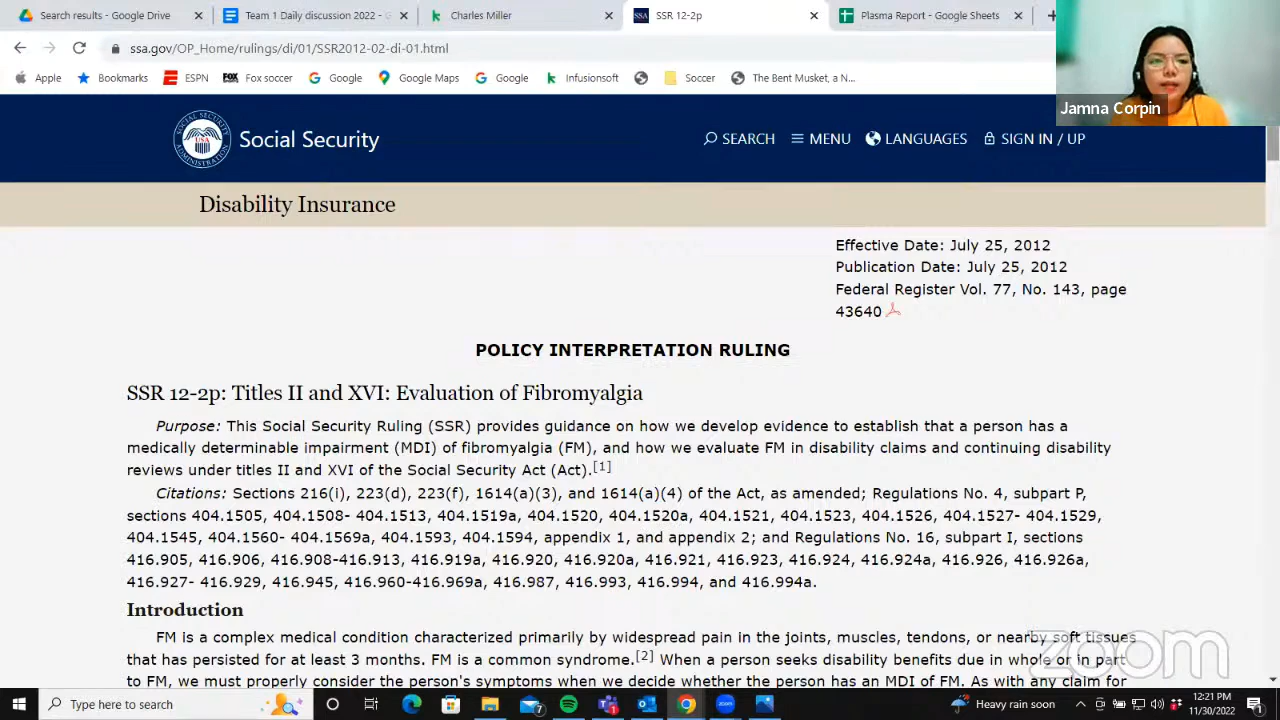 Search results - Google Drive
Team 1 Daily discussion 2022 - G
Charles Miller
SSR 12-2p
Plasma Report - Google Sheets
ssa.gov/OP_Home/rulings/di/01/SSR2012-02-di-01.html
Apple Bookmarks ESPN Fox soccer Google Google Maps Google Infusionsoft Soccer The Bent Musket, a N...
Jamna Corpin
Social Security
SEARCH MENU LANGUAGES SIGN IN / UP
Disability Insurance
Effective Date: July 25, 2012
Publication Date: July 25, 2012
Federal Register Vol. 77, No. 143, page
43640
POLICY INTERPRETATION RULING
SSR 12-2p: Titles II and XVI: Evaluation of Fibromyalgia
Purpose: This Social Security Ruling (SSR) provides guidance on how we develop evidence to establish that a person has a
medically determinable impairment (MDI) of fibromyalgia (FM), and how we evaluate FM in disability claims and continuing disability
reviews under titles II and XVI of the Social Security Act (Act).[1]
Citations: Sections 216(i), 223(d), 223(f), 1614(a)(3), and 1614(a)(4) of the Act, as amended; Regulations No. 4, subpart P,
sections 404.1505, 404.1508- 404.1513, 404.1519a, 404.1520, 404.1520a, 404.1521, 404.1523, 404.1526, 404.1527- 404.1529,
404.1545, 404.1560- 404.1569a, 404.1593, 404.1594, appendix 1, and appendix 2; and Regulations No. 16, subpart I, sections
416.905, 416.906, 416.908-416.913, 416.919a, 416.920, 416.920a, 416.921, 416.923, 416.924, 416.924a, 416.926, 416.926a,
416.927- 416.929, 416.945, 416.960-416.969a, 416.987, 416.993, 416.994, and 416.994a.
Introduction
FM is a complex medical condition characterized primarily by widespread pain in the joints, muscles, tendons, or nearby soft tissues
that has persisted for at least 3 months. FM is a common syndrome.[2] When a person seeks disability benefits due in whole or in part
to FM, we must properly consider the person's symptoms when we decide whether the person has an MDI of FM. As with any claim for
zoom
Type here to search
Heavy rain soon
12:21 PM
11/30/2022